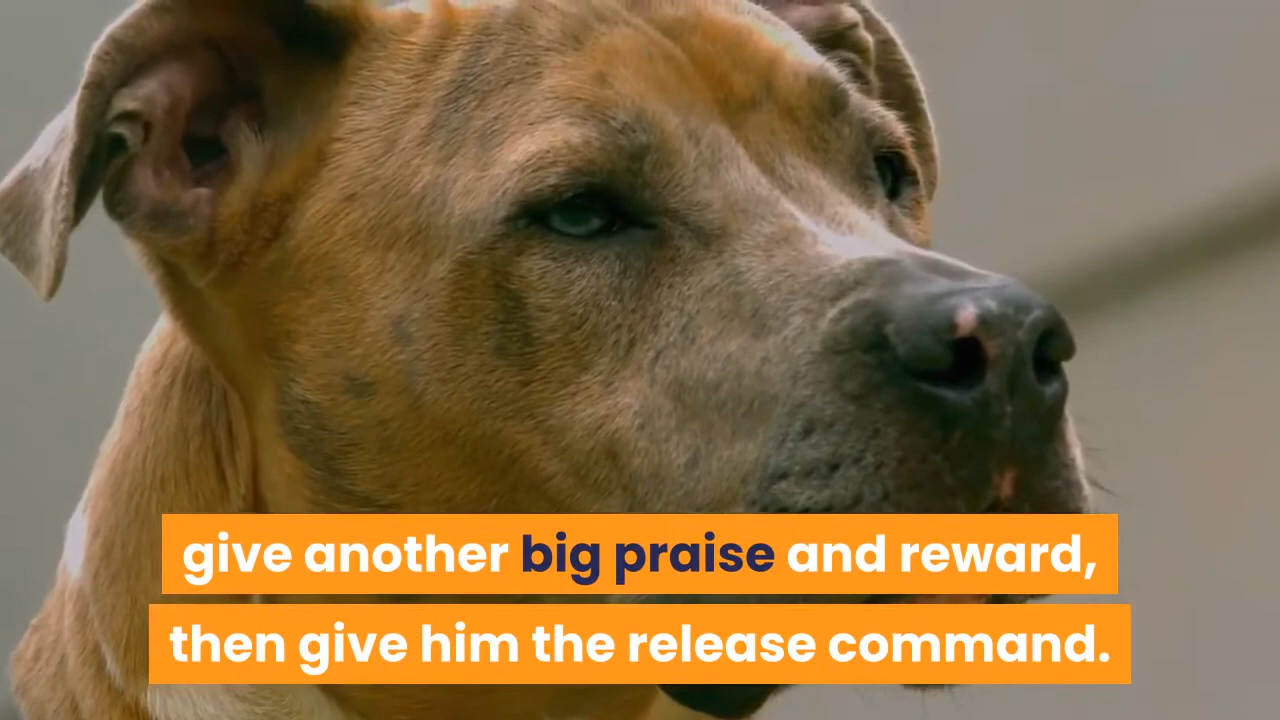 give another big praise and reward,
then give him the release command.